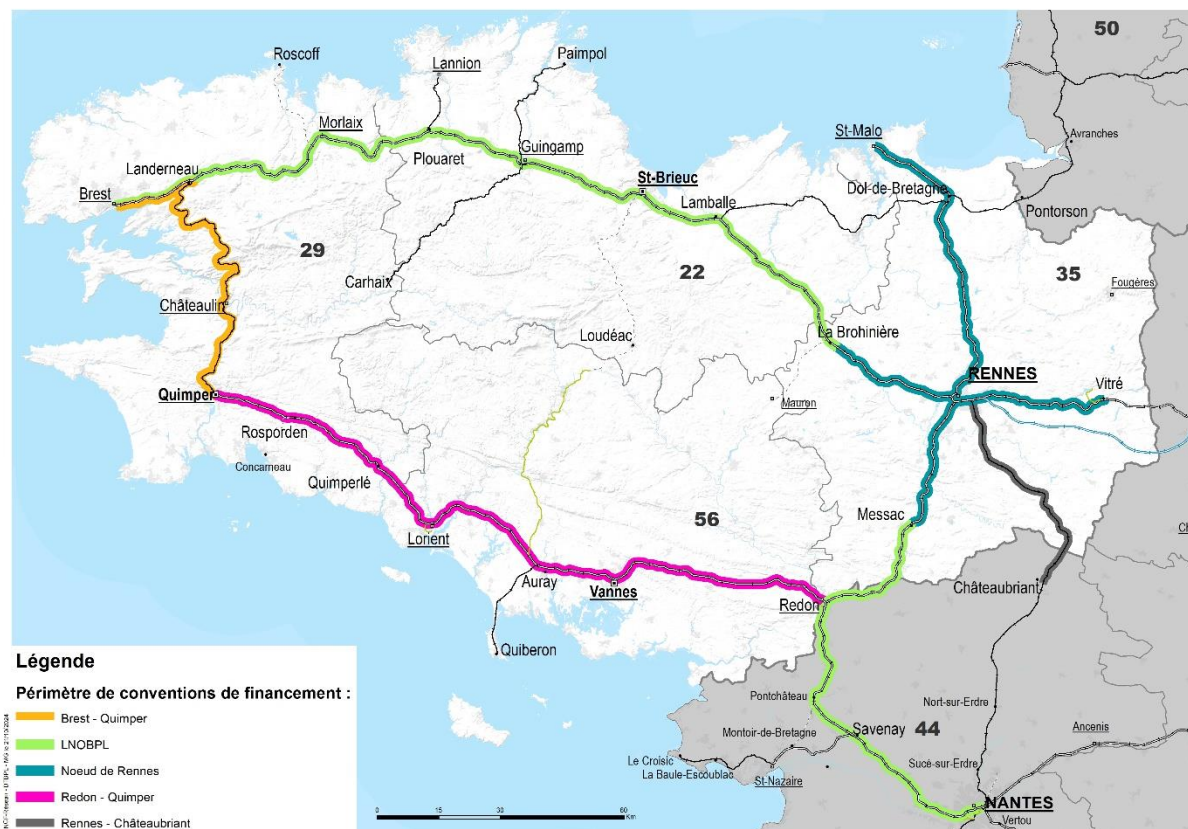 50
Roscoff
Paimpol
Lannion
Avranches
Morlaix
St-Malo
Guingamp
Landerneau
Plouaret
St-Brieuc
Dol-de-Bretagne
Brest
Lamballe
Pontorson
29
22
35
Carhaix
Fougères
Châteaulin
La Brohinière
Loudéac
RENNES
Vitré
Quimper
Mauron
Rosporden
Concarneau
Quimperlé
56
Messac
Lorient
Auray
Vannes
Redon
Châteaubriant
Quiberon
Légende
Périmètre de conventions de financement :
Brest - Quimper
LNOBPL
Noeud de Rennes
Redon - Quimper
Rennes - Châteaubriant
Pontchâteau
Nort-sur-Erdre
Montoir-de-Bretagne
Savenay
44
Ancenis
Le Croisic
La Baule-Escoublac
St-Nazaire
Sucé-sur-Erdre
NANTES
Vertou
0 15 30 60
Km